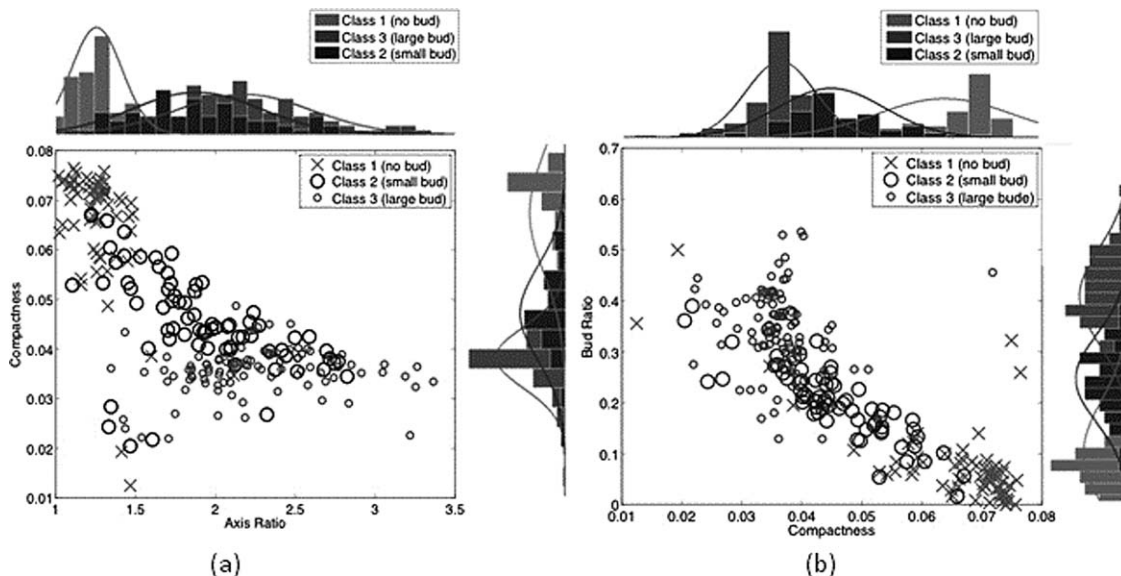 Class 1 (no bud)
Class 3 (large bud)
Class 2 (small bud)
0.08
0.07
0.06
0.05
0.04
0.03
0.02
0.01
Compactness
Class 1 (no bud)
Class 2 (small bud)
Class 3 (large bud)
1
1.5
2
2.5
3
3.5
Axis Ratio
(a)
Class 1 (no bud)
Class 3 (large bud)
Class 2 (small bud)
0.7
0.6
0.5
0.4
0.3
0.2
0.1
0
Bud Ratio
Class 1 (no bud)
Class 2 (small bud)
Class 3 (large bude)
0.01
0.02
0.03
0.04
0.05
0.06
0.07
0.08
Compactness
(b)